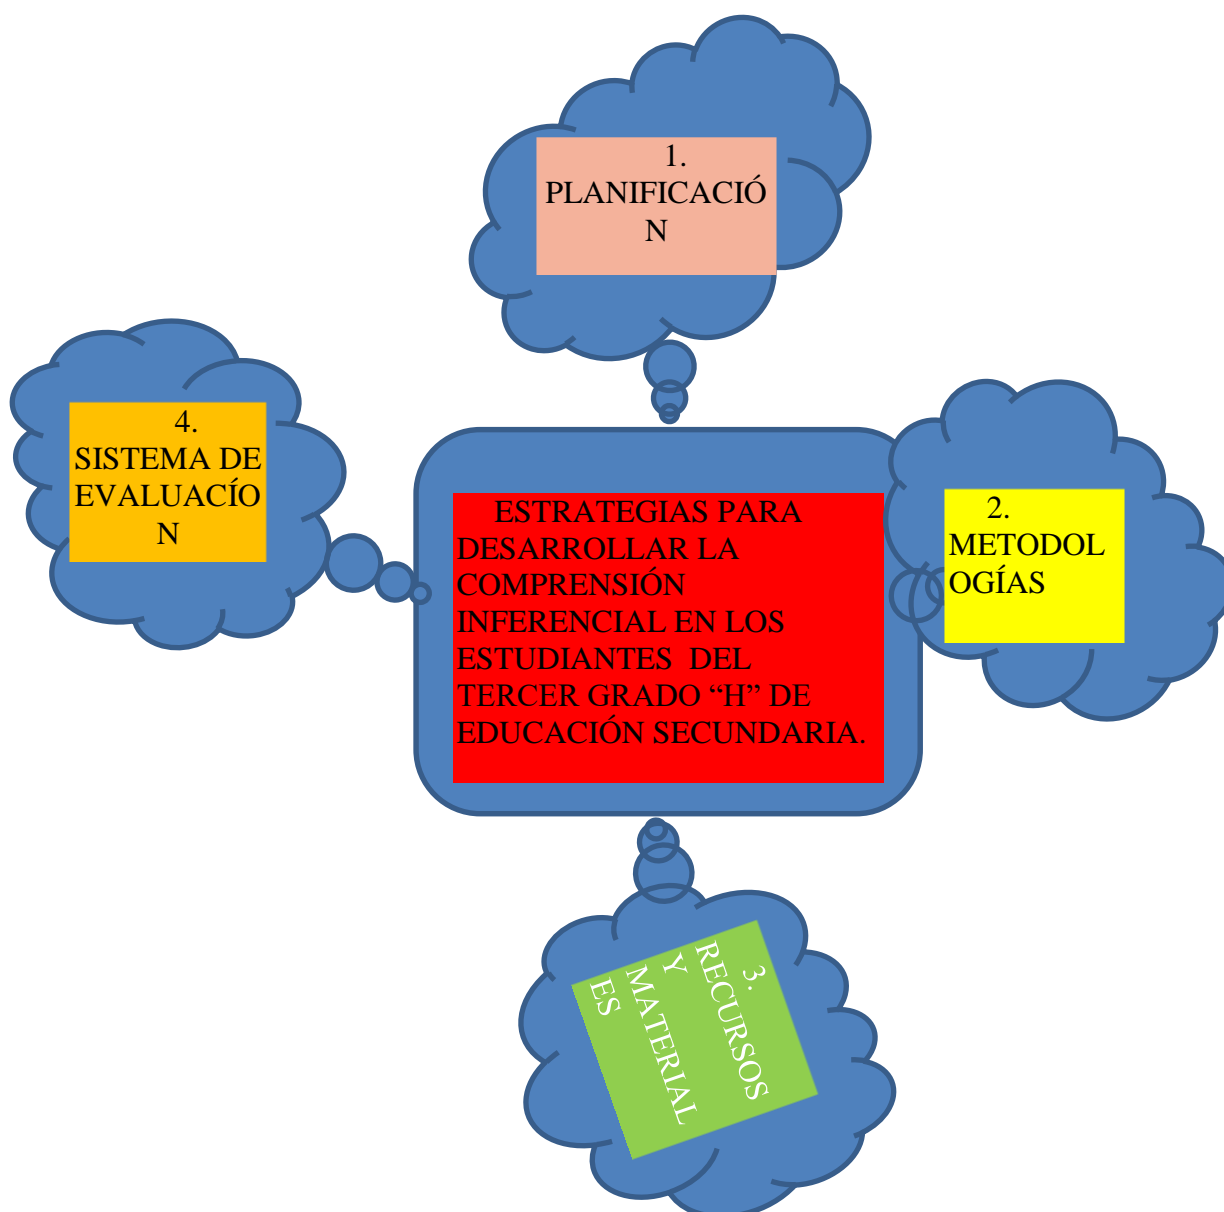 1.
PLANIFICACIÓ
N
4.
SISTEMA DE
EVALUACÍO
N
ESTRATEGIAS PARA
DESARROLLAR LA
COMPRENSIÓN
INFERENCIAL EN LOS
ESTUDIANTES DEL
TERCER GRADO “H” DE
EDUCACIÓN SECUNDARIA.
2.
METODOL
OGÍAS
3.
RECURSOS
Y
MATERIAL
ES